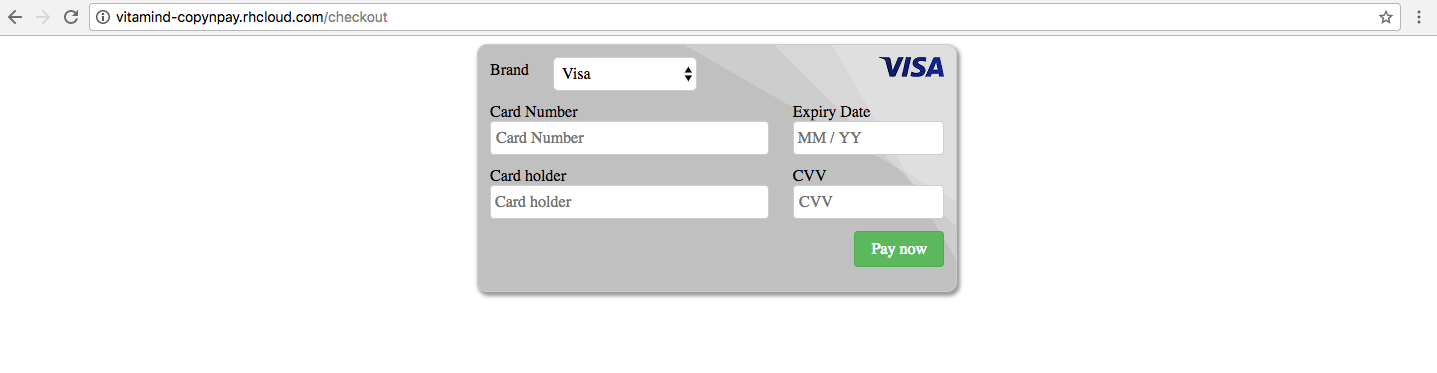 vitamind-copynpay.rhcloud.com/checkout
Brand Visa VISA
Card Number Expiry Date
Card Number MM / YY
Card holder CVV
Card holder CVV
Pay now